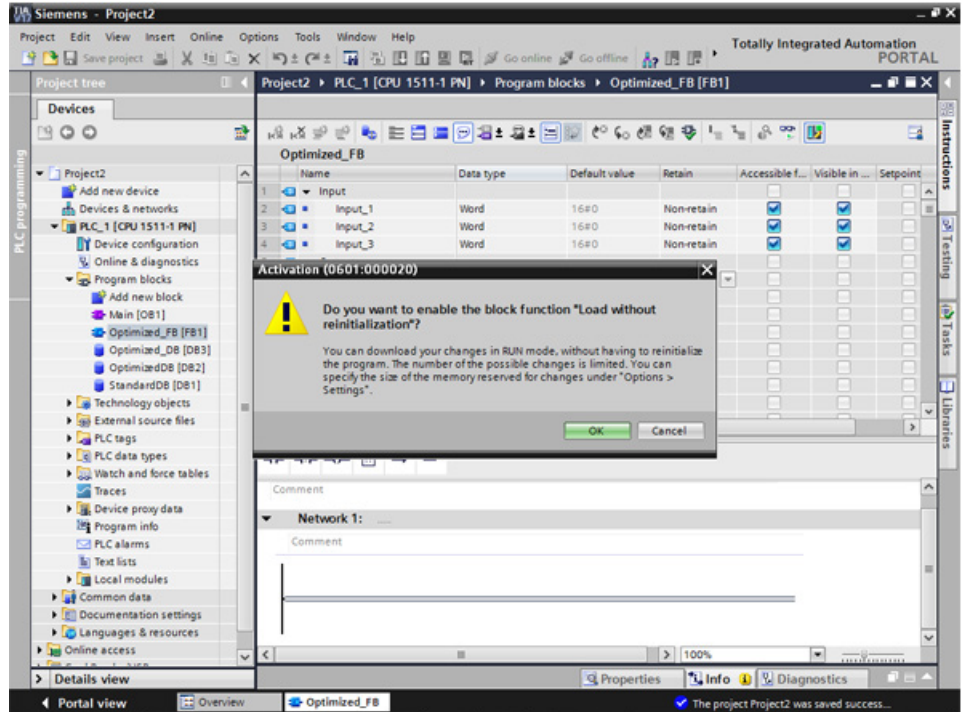 Siemens - Project2
Project Edit View Insert Online Options Tools Window Help
Totally Integrated Automation
PORTAL
Save project Go online Go offline
Project tree
Project2 PLC_1 [CPU 1511-1 PN] Program blocks Optimized_FB [FB1]
Devices
Optimized_FB
Name Data type Default value Retain Accessible f... Visible in ... Setpoint
1 Input
2 Input_1 Word 16#0 Non-retain
3 Input_2 Word 16#0 Non-retain
4 Input_3 Word 16#0 Non-retain
PLC programming
Project2
Add new device
Devices & networks
PLC_1 [CPU 1511-1 PN]
Device configuration
Online & diagnostics
Program blocks
Add new block
Main [OB1]
Optimized_FB [FB1]
Optimized_DB [DB3]
OptimizedDB [DB2]
StandardDB [DB1]
Technology objects
External source files
PLC tags
PLC data types
Watch and force tables
Traces
Device proxy data
Program info
PLC alarms
Text lists
Local modules
Common data
Documentation settings
Languages & resources
Online access
Activation (0601:000020)
Do you want to enable the block function "Load without
reinitialization"?
You can download your changes in RUN mode, without having to reinitialize
the program. The number of the possible changes is limited. You can
specify the size of the memory reserved for changes under "Options >
Settings".
OK Cancel
Comment
Network 1: ....
Comment
100%
Instructions
Testing
Tasks
Libraries
Details view
Properties Info Diagnostics
Portal view Overview Optimized_FB
The project Project2 was saved success...